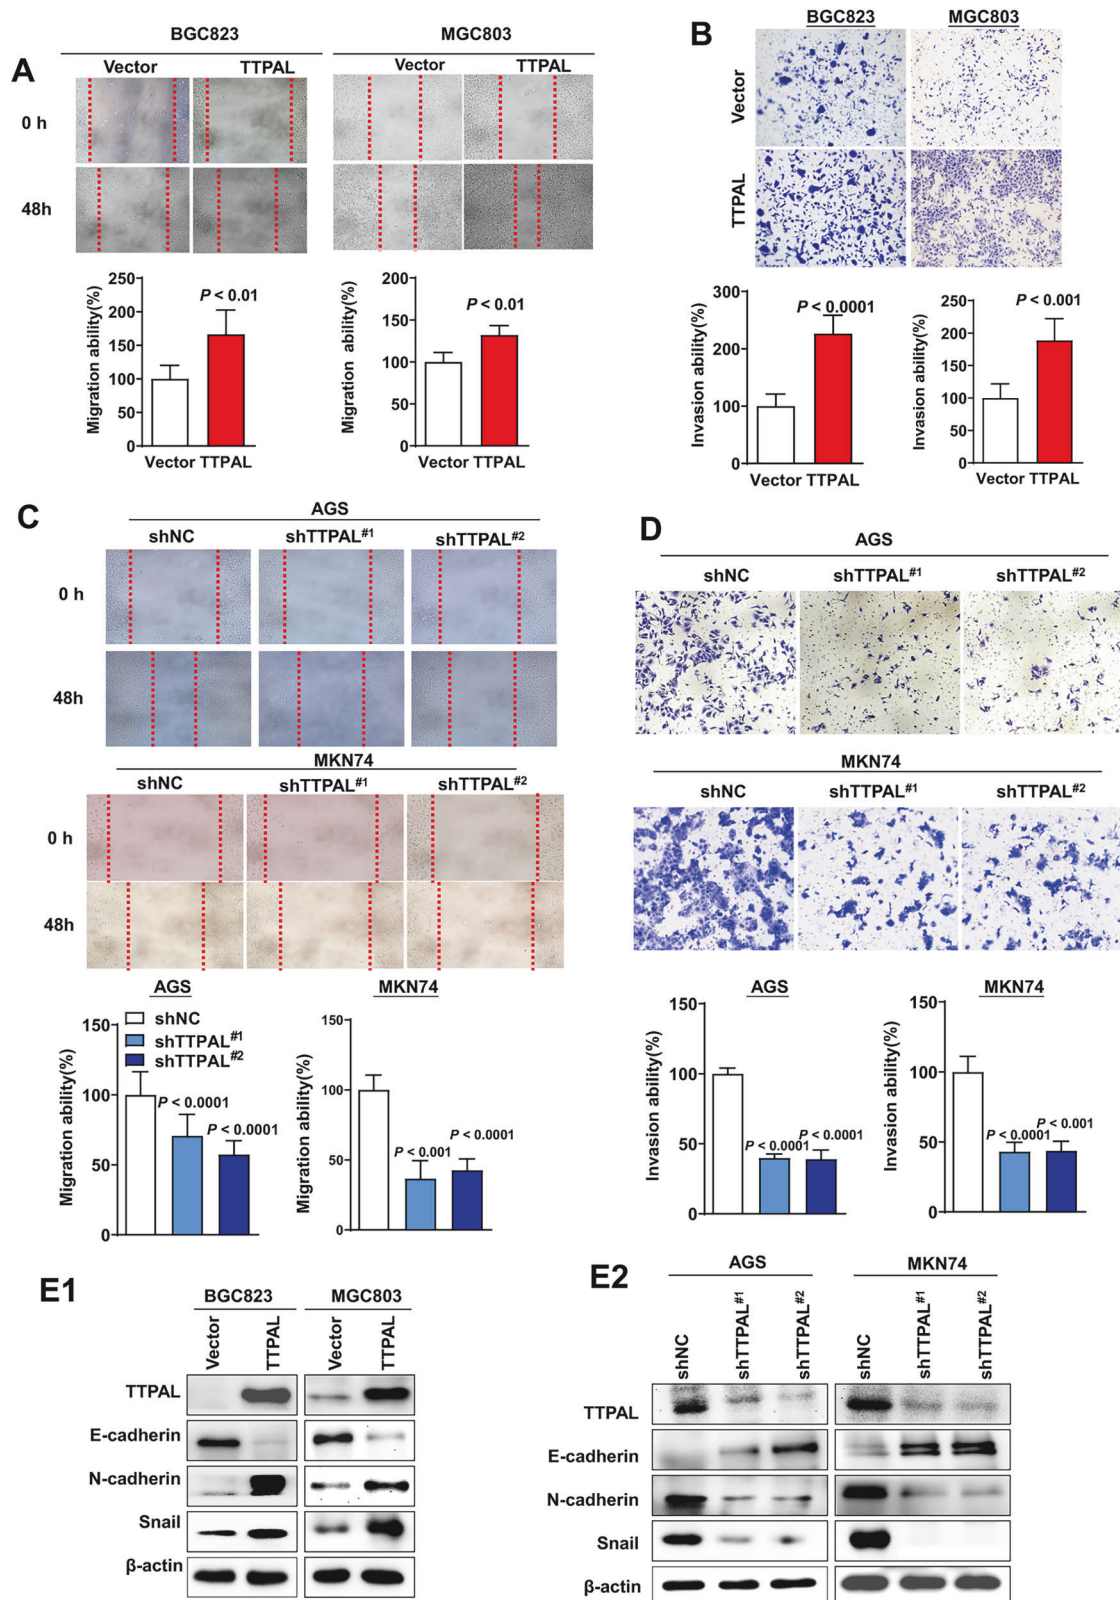 A
BGC823
MGC803
Vector
TTPAL
Vector
TTPAL
0 h
48h
Migration ability(%)
250
200
150
100
50
0
P < 0.01
Vector TTPAL
Migration ability(%)
200
150
100
50
0
P < 0.01
Vector TTPAL
B
BGC823
MGC803
Vector
TTPAL
Invasion ability(%)
300
200
100
0
P < 0.0001
Vector TTPAL
Invasion ability(%)
250
200
150
100
50
0
P < 0.001
Vector TTPAL
C
AGS
shNC
shTTPAL#1
shTTPAL#2
0 h
48h
MKN74
shNC
shTTPAL#1
shTTPAL#2
0 h
48h
AGS
Migration ability(%)
150
100
50
0
shNC
shTTPAL#1
shTTPAL#2
P < 0.0001
P < 0.0001
MKN74
Migration ability(%)
150
100
50
0
P < 0.001
P < 0.0001
D
AGS
shNC
shTTPAL#1
shTTPAL#2
MKN74
shNC
shTTPAL#1
shTTPAL#2
AGS
Invasion ability(%)
150
100
50
0
P < 0.0001
P < 0.0001
MKN74
Invasion ability(%)
150
100
50
0
P < 0.0001
P < 0.001
E1
BGC823
MGC803
Vector
TTPAL
Vector
TTPAL
TTPAL
E-cadherin
N-cadherin
Snail
β-actin
E2
AGS
MKN74
shNC
shTTPAL#1
shTTPAL#2
shNC
shTTPAL#1
shTTPAL#2
TTPAL
E-cadherin
N-cadherin
Snail
β-actin